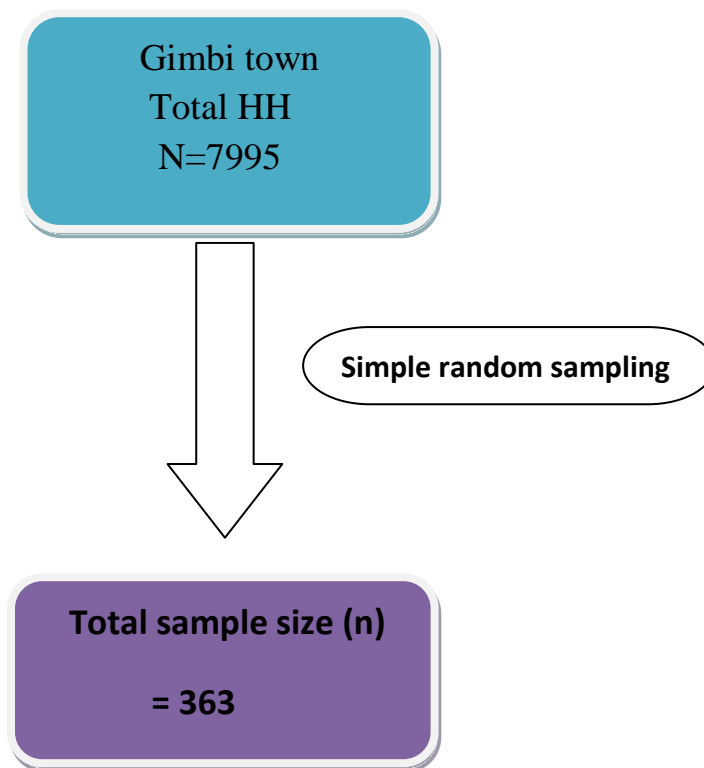 Gimbi town
Total HH
N=7995
Simple random sampling
Total sample size (n)
= 363